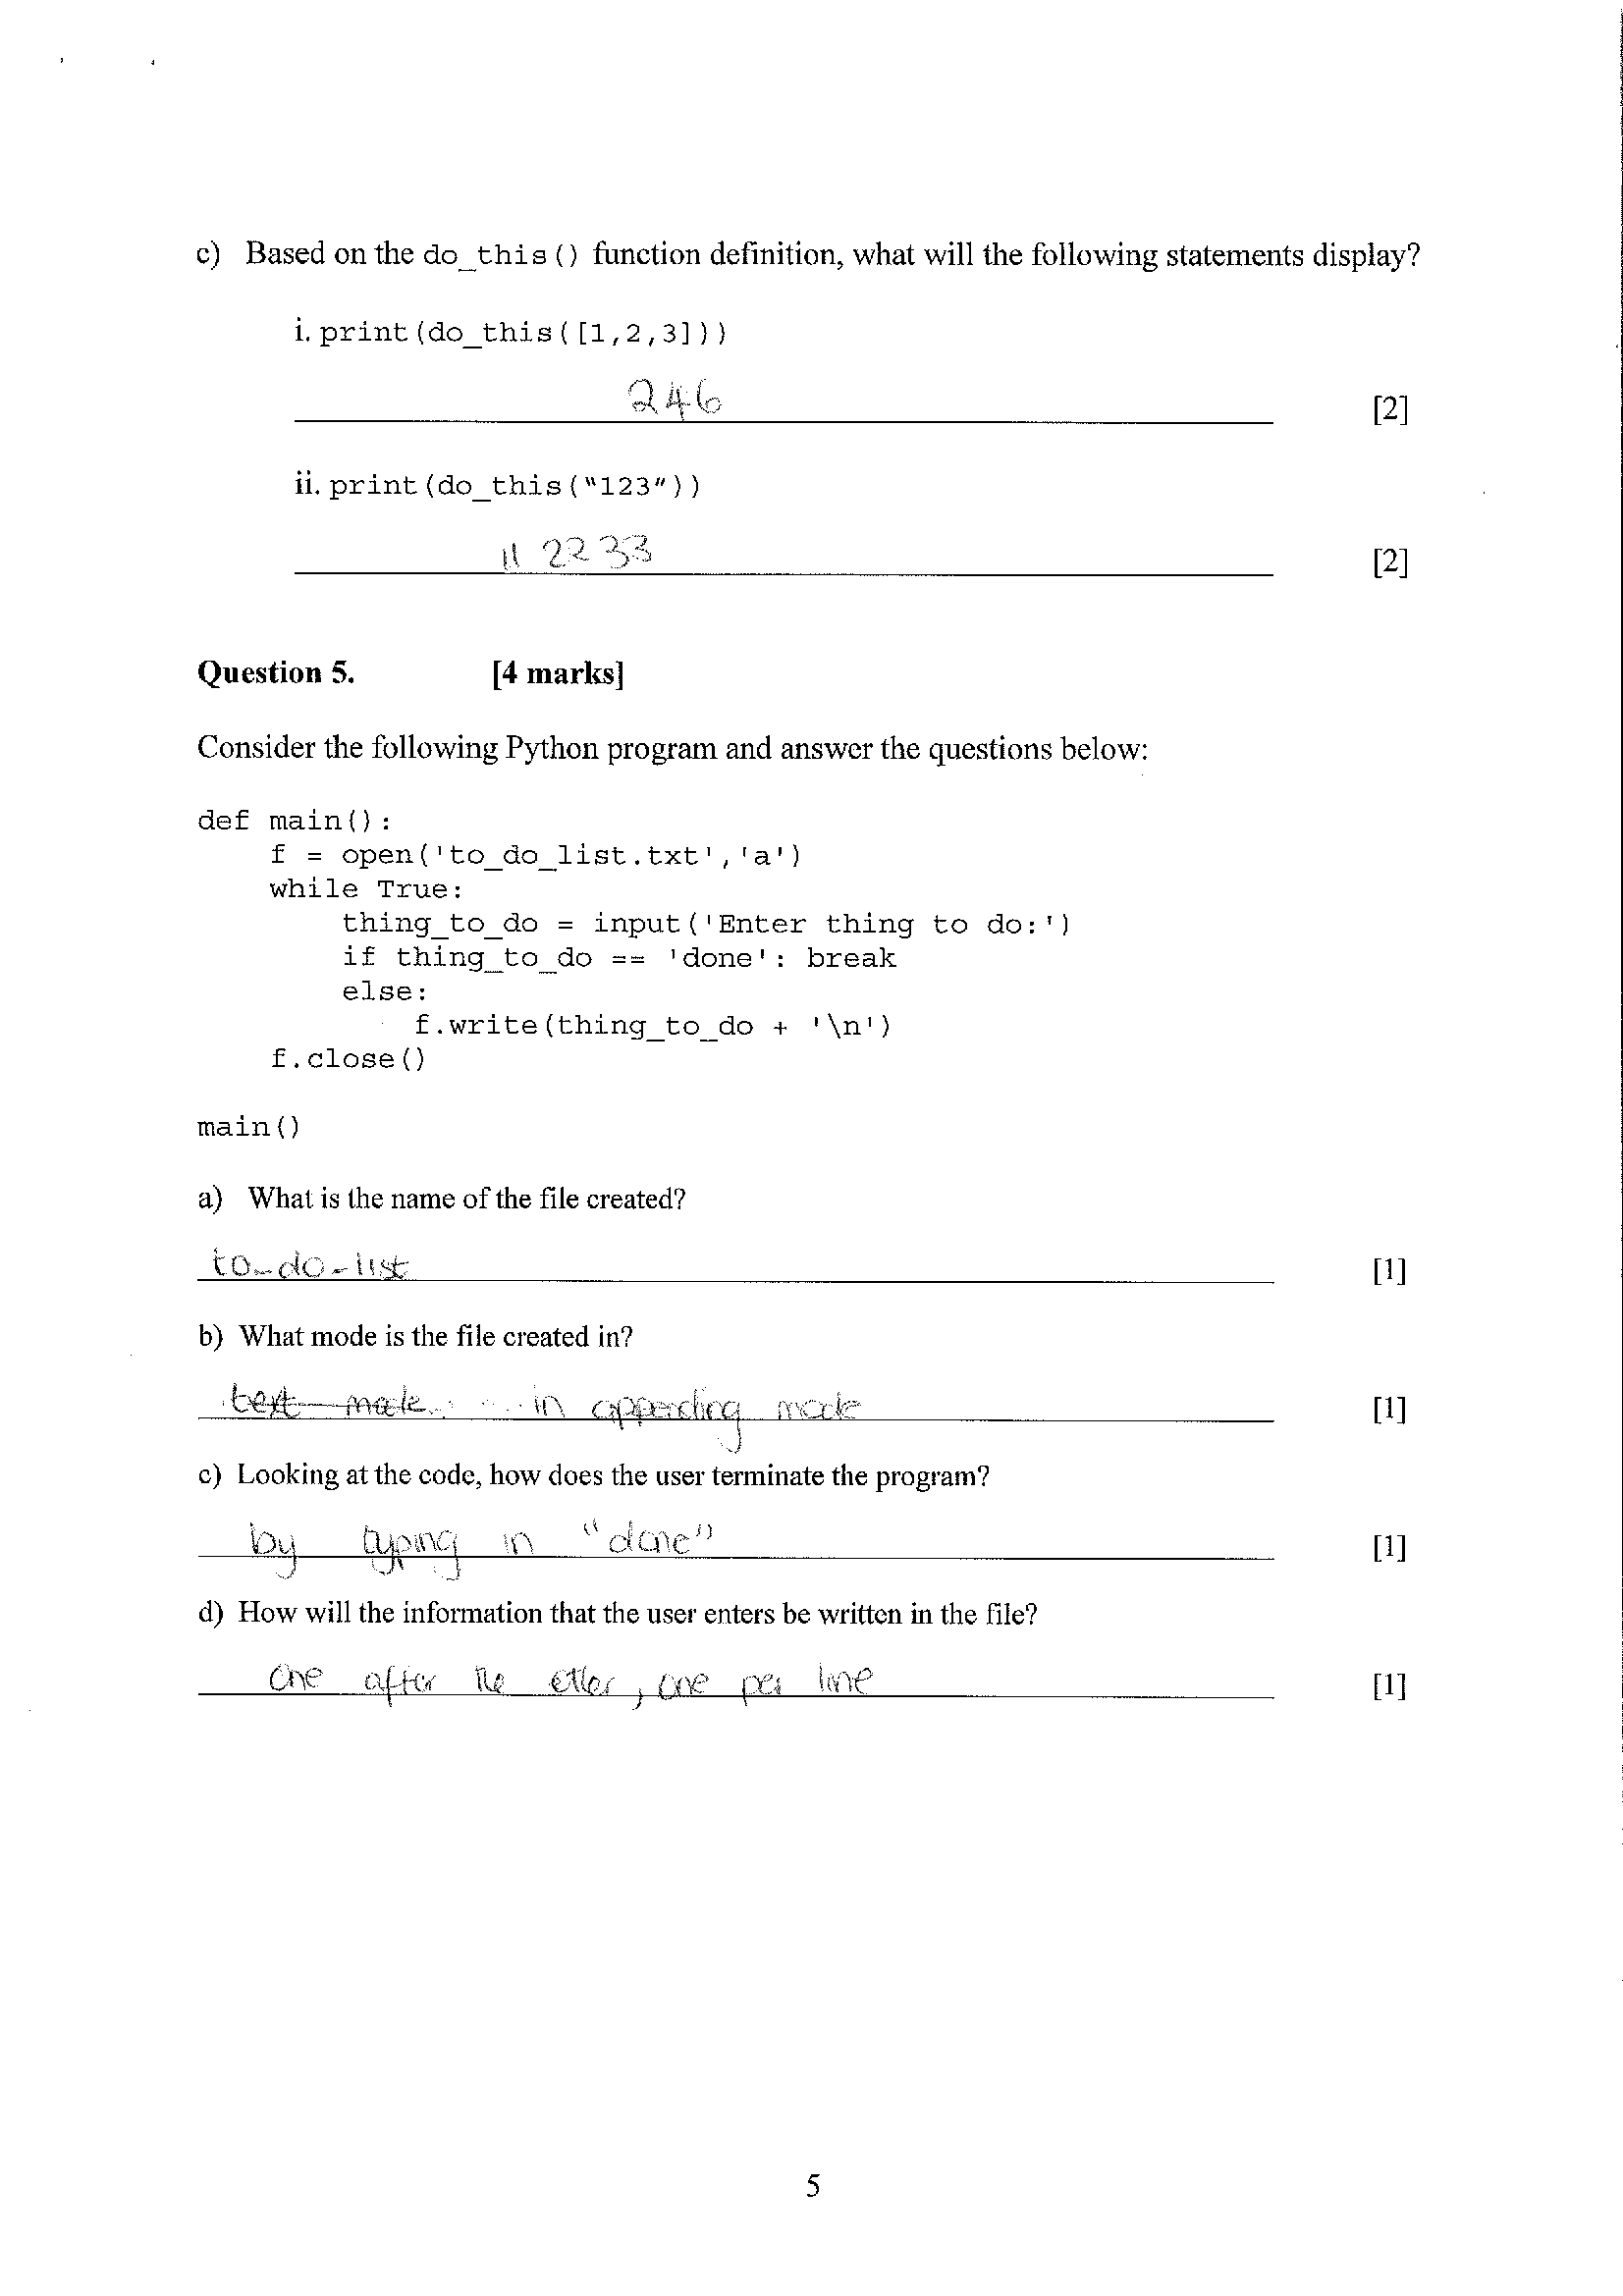 c) Based on the do_this() function definition, what will the following statements display?
i. print(do_this([1,2,3]))
246
[2]
ii. print(do_this("123"))
11 22 33
[2]
Question 5. [4 marks]
Consider the following Python program and answer the questions below:
def main():
    f = open('to_do_list.txt','a')
    while True:
        thing_to_do = input('Enter thing to do:')
        if thing_to_do == 'done': break
        else:
            f.write(thing_to_do + '\n')
    f.close()
main()
a) What is the name of the file created?
to_do_list
[1]
b) What mode is the file created in?
text mode in appending mode
[1]
c) Looking at the code, how does the user terminate the program?
by typing in "done"
[1]
d) How will the information that the user enters be written in the file?
One after the other, one per line
[1]
5